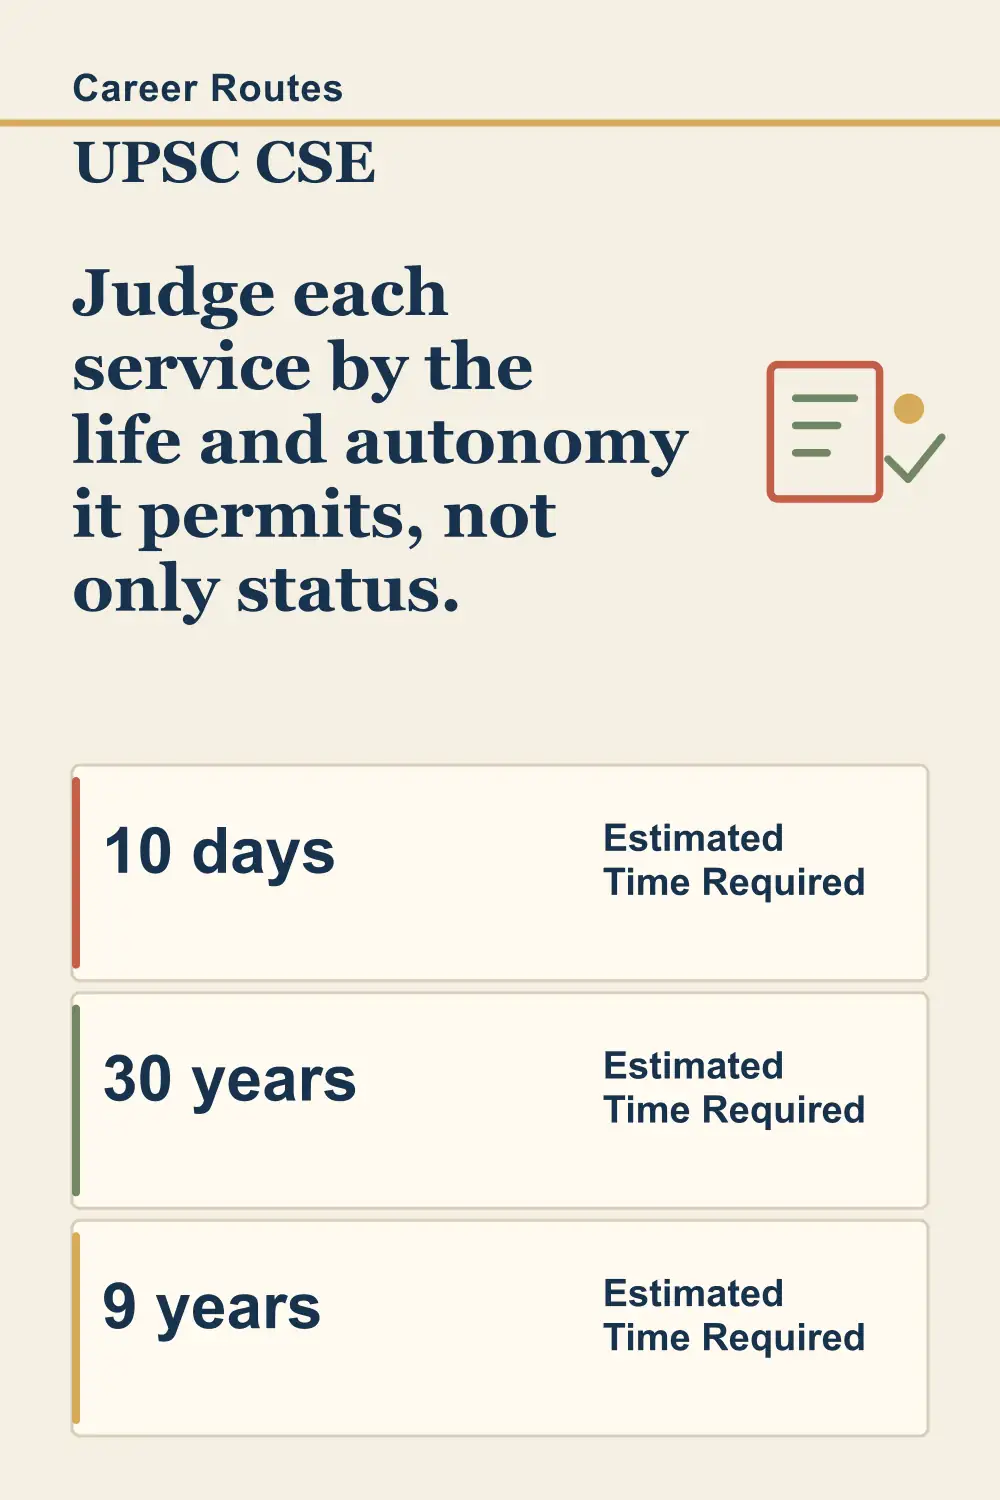 Career Routes
UPSC CSE
Judge each
service by the
life and autonomy
it permits, not
only status.
10 days
Estimated
Time Required
30 years
Estimated
Time Required
9 years
Estimated
Time Required